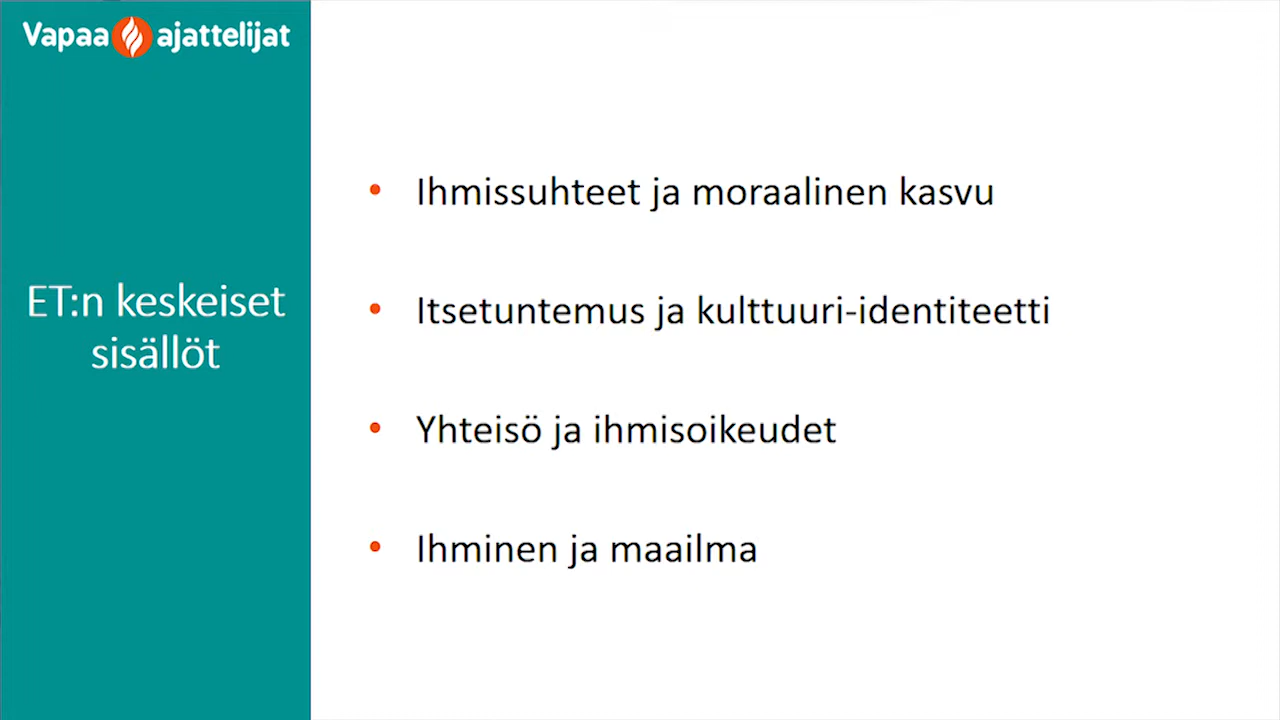 Vapaa ajattelijat
ET:n keskeiset
sisällöt
• Ihmissuhteet ja moraalinen kasvu
• Itsetuntemus ja kulttuuri-identiteetti
• Yhteisö ja ihmisoikeudet
• Ihminen ja maailma